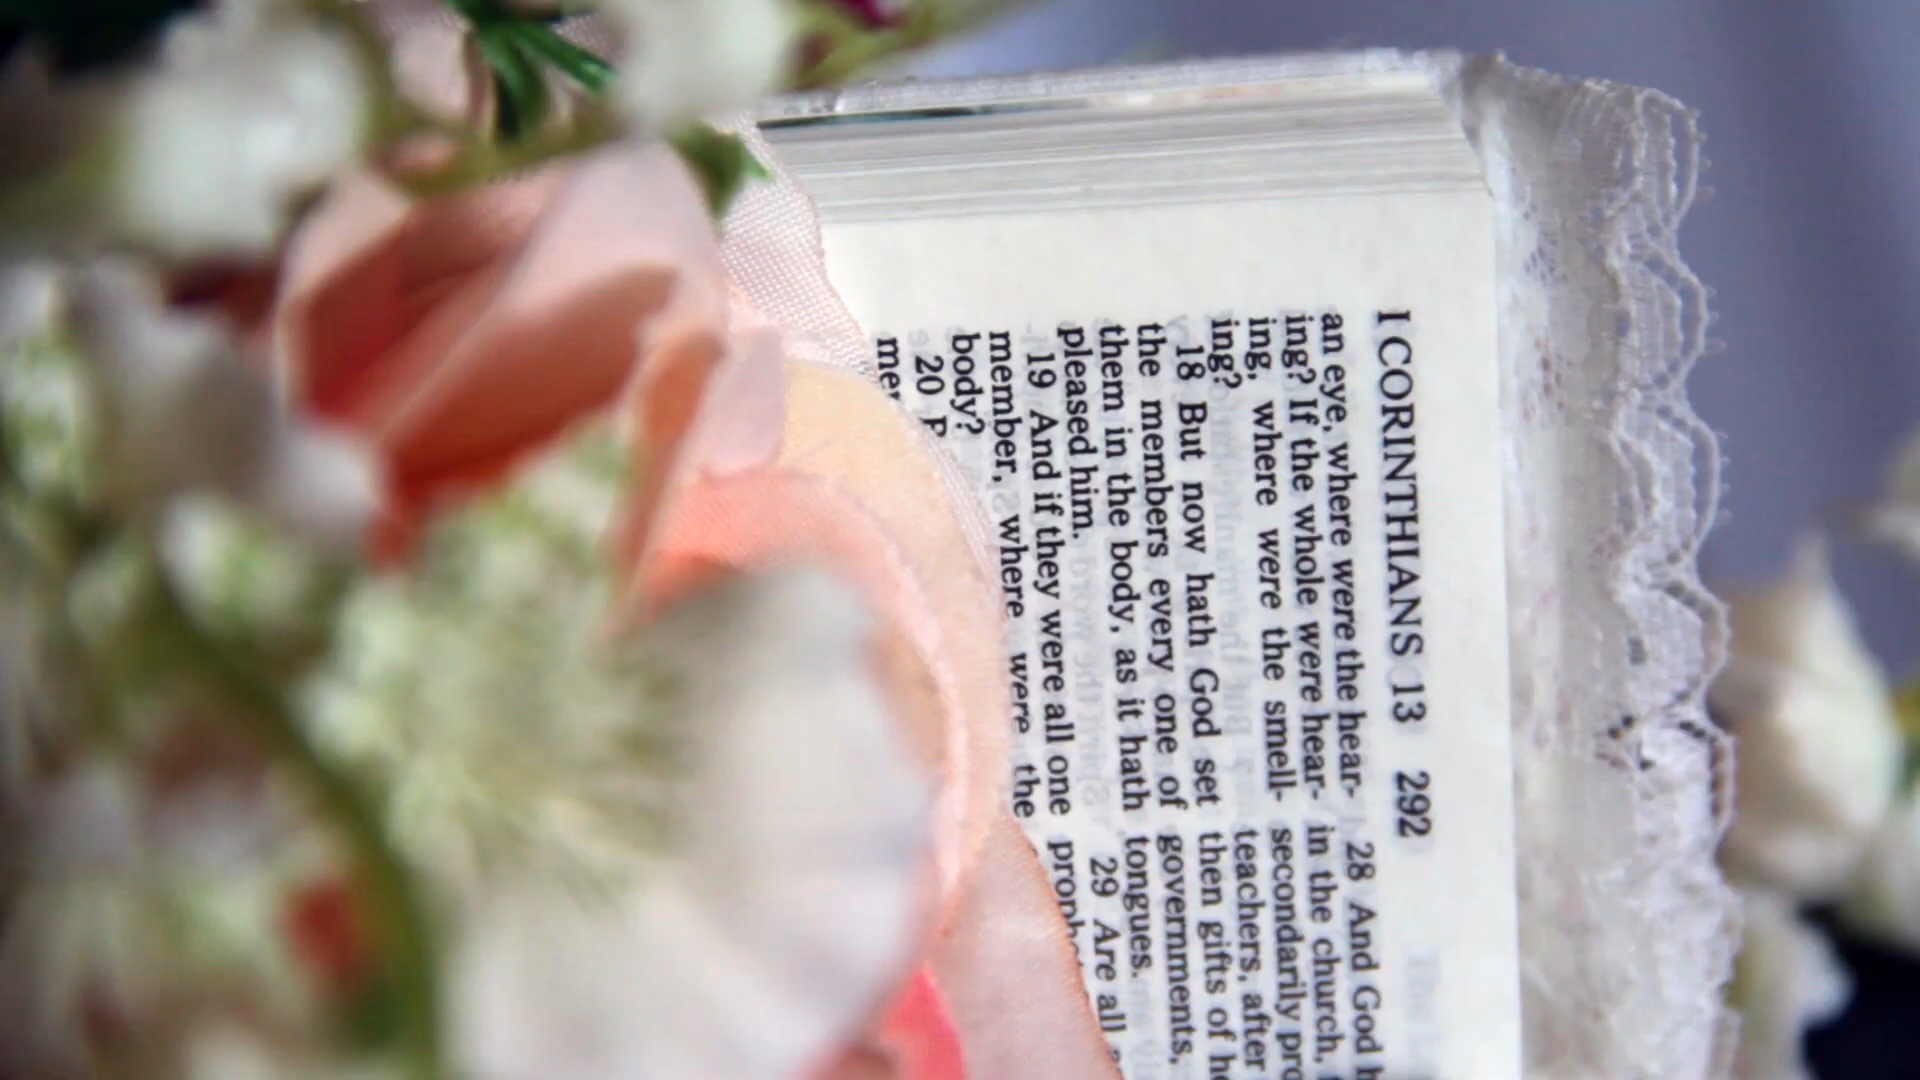 I CORINTHIANS 13 292
an eye, where were the hear-
ing? If the whole were hear-
ing, where were the smell-
ing?
18 But now hath God set
the members every one of
them in the body, as it hath
pleased him.
19 And if they were all one
member, where were the
body?
20
28 And God
in the church,
secondarily
teachers, after
then gifts of
governments,
tongues.
29 Are all